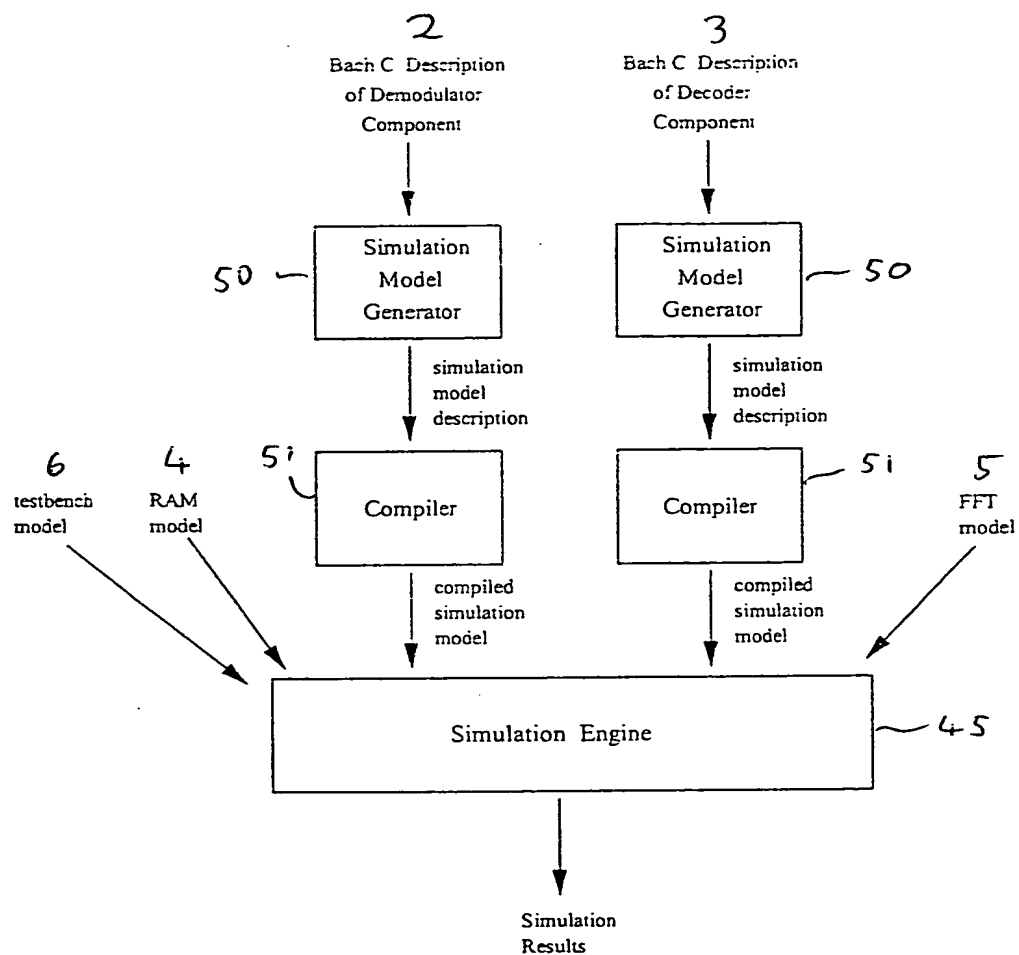 2
Bach C Description
of Demodulator
Component
3
Bach C Description
of Decoder
Component
50
Simulation
Model
Generator
Simulation
Model
Generator
50
simulation
model
description
simulation
model
description
6
testbench
model
4
RAM
model
51
Compiler
Compiler
51
5
FFT
model
compiled
simulation
model
compiled
simulation
model
Simulation Engine
45
Simulation
Results